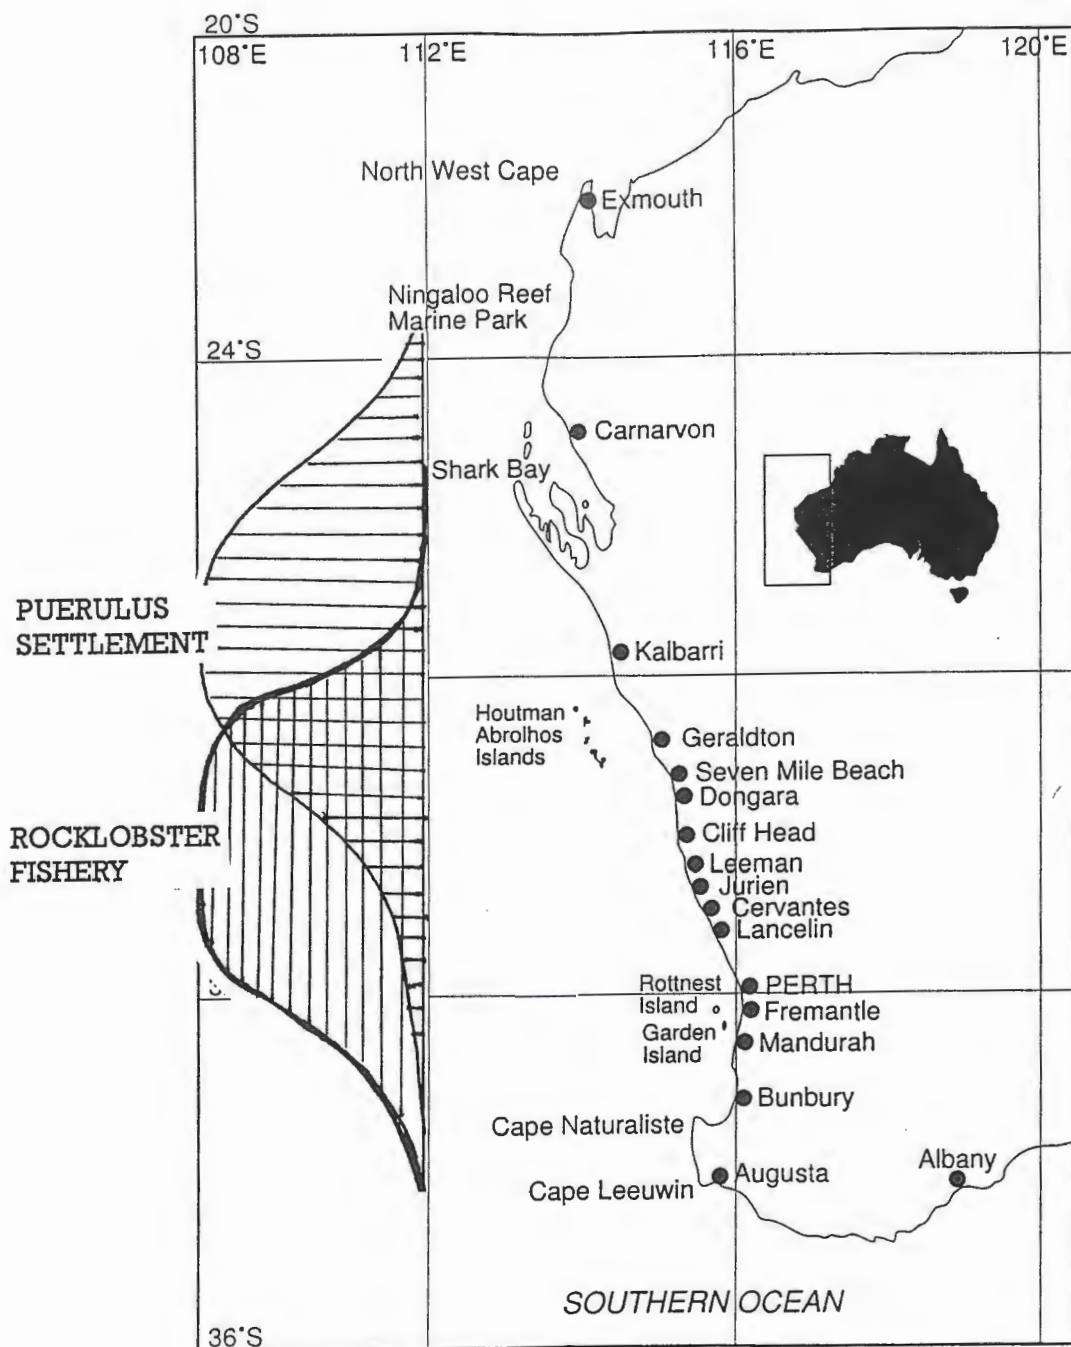 20°S
108°E
112°E
116°E
120°E
North West Cape
Exmouth
Ningaloo Reef
Marine Park
24°S
Carnarvon
Shark Bay
PUERULUS
SETTLEMENT
Kalbarri
Houtman
Abrolhos
Islands
Geraldton
Seven Mile Beach
Dongara
ROCKLOBSTER
FISHERY
Cliff Head
Leeman
Jurien
Cervantes
Lancelin
Rottnest
Island
PERTH
Fremantle
Garden
Island
Mandurah
Bunbury
Cape Naturaliste
Augusta
Albany
Cape Leeuwin
SOUTHERN OCEAN
36°S